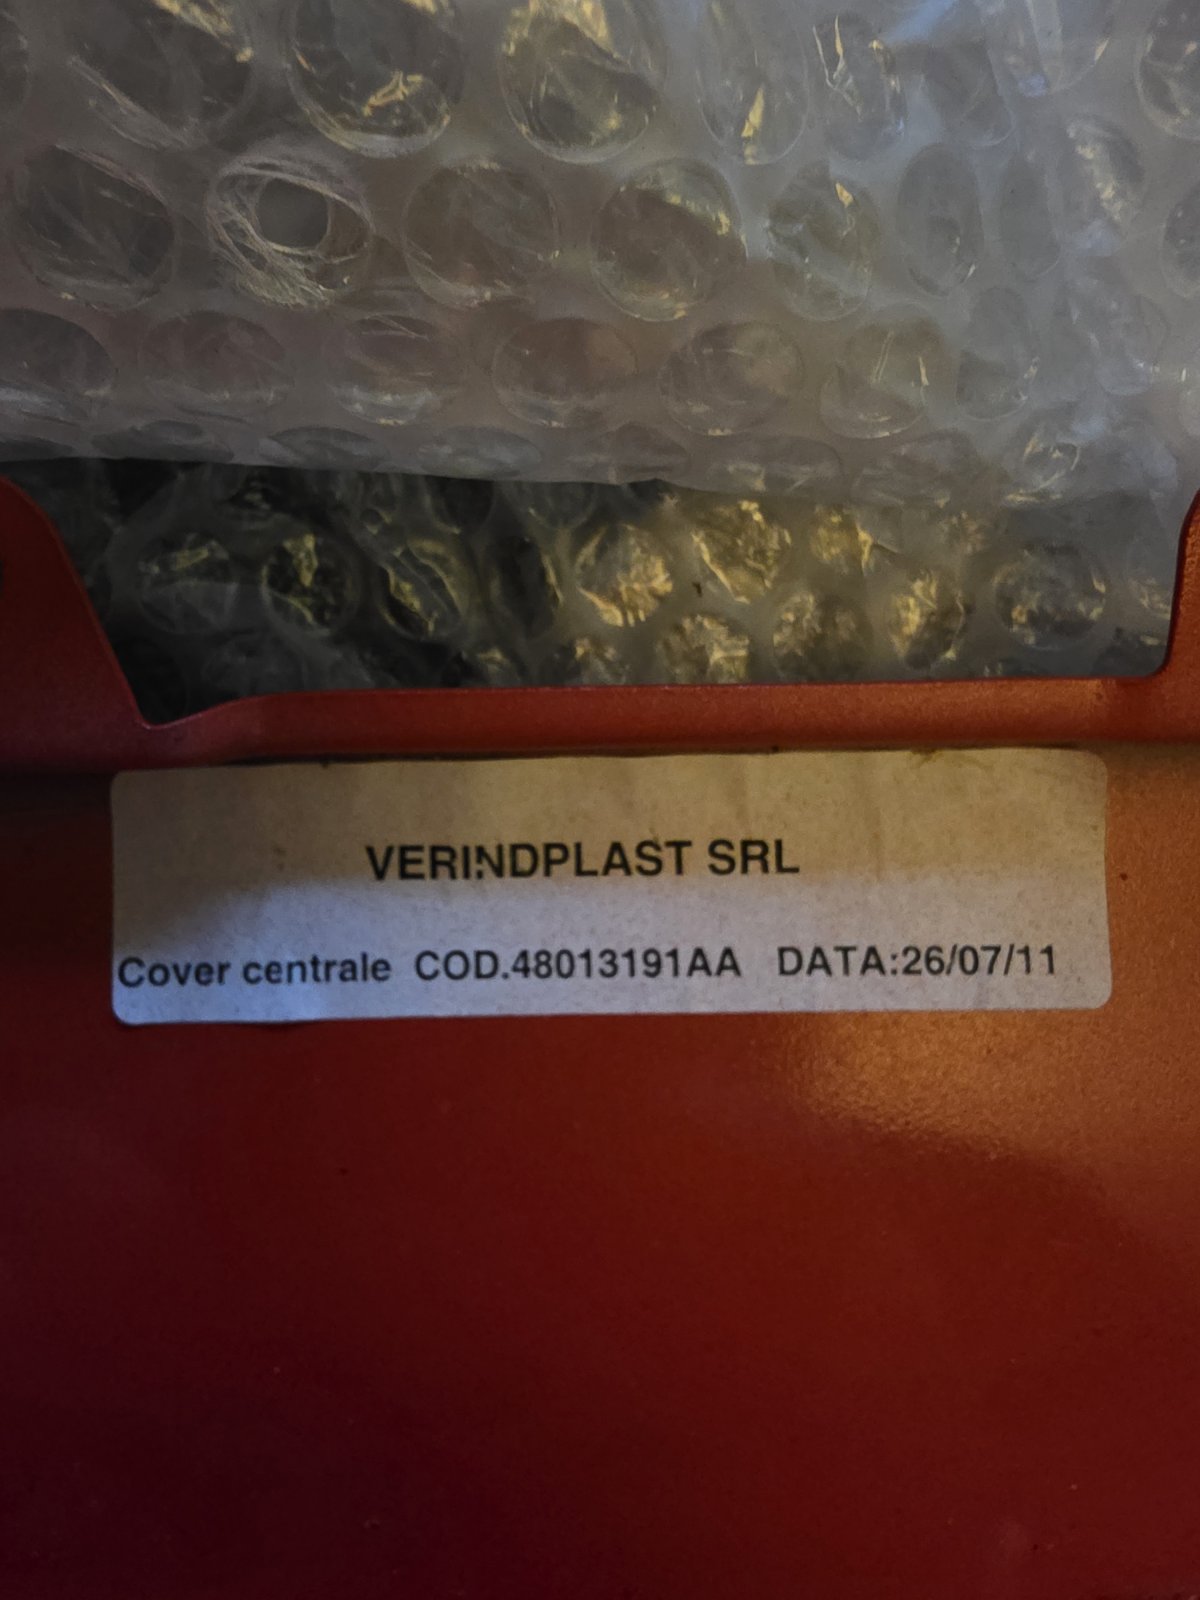 VERINDPLAST SRL
Cover centrale COD.48013191AA DATA:26/07/11